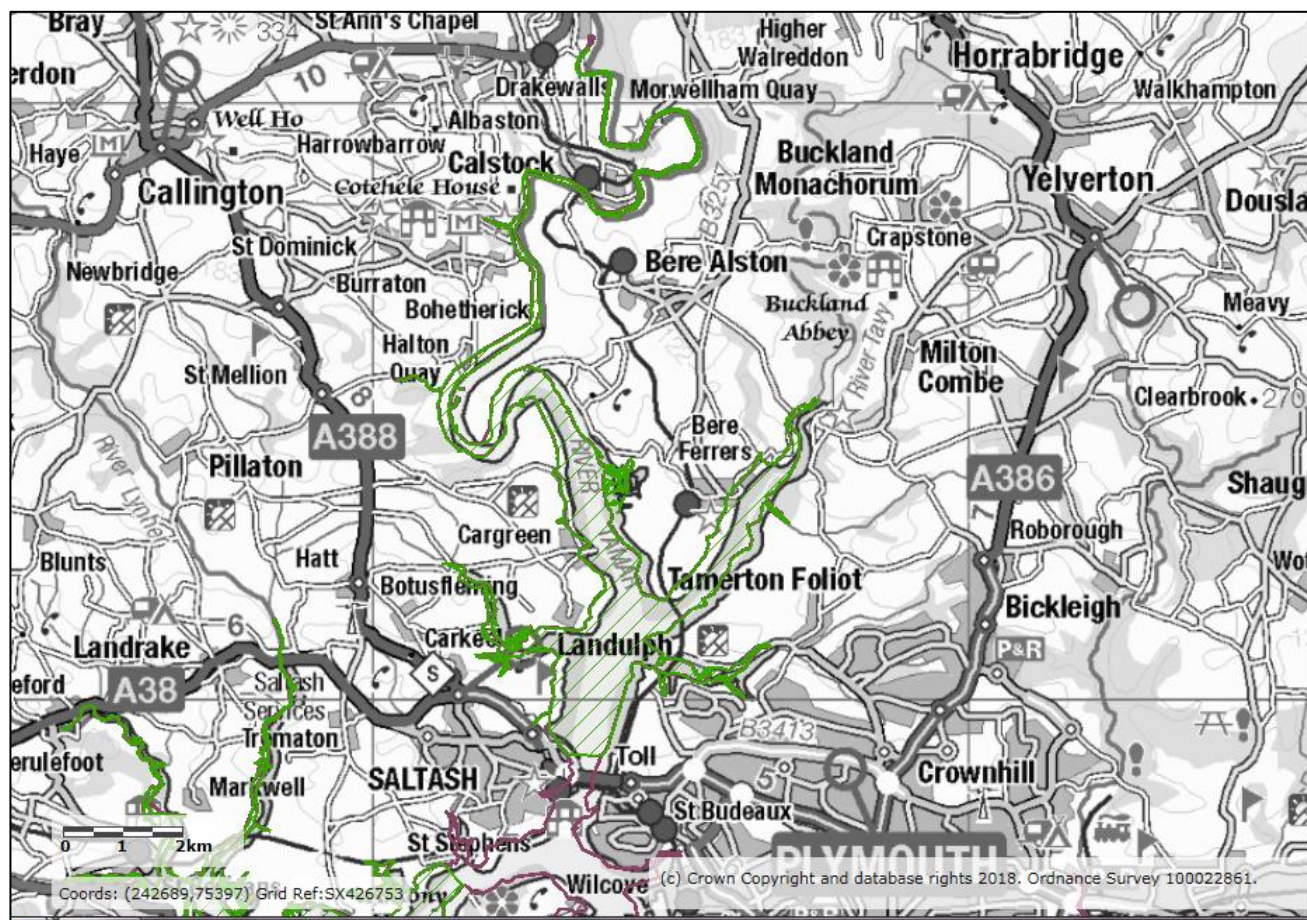 Bray
334
St Ann's Chapel
Higher
Walreddon
Horrabridge
erdon
10
Drakewalls
Morwellham Quay
Walkhampton
Well Ho
Albaston
Haye
Harrowbarrow
Calstock
Buckland
Monachorum
Yelverton
Callington
Cotehele House
B3257
Dousla
St Dominick
Crapstone
Newbridge
Burraton
Bere Alston
Buckland
Abbey
Meavy
Bohetherick
River Tavy
Halton
Quay
Milton
Combe
St Mellion
8
Clearbrook
270
A388
Bere
Ferrers
River Lynher
Pillaton
RIVER
TAMAR
A386
Shaug
Cargreen
7
Roborough
Blunts
Hatt
Botusfleming
Tamerton Foliot
Wot
Bickleigh
6
Landrake
Carkeel
Landulph
P&R
eford
A38
S
Saltash
Services
Trematon
B3413
erulefoot
Toll
Markwell
SALTASH
5
Crownhill
St Budeaux
0 1 2km
St Stephens
PLYMOUTH
Wilcove
(c) Crown Copyright and database rights 2018. Ordnance Survey 100022861.
Coords: (242689,75397) Grid Ref:SX426753
P&R